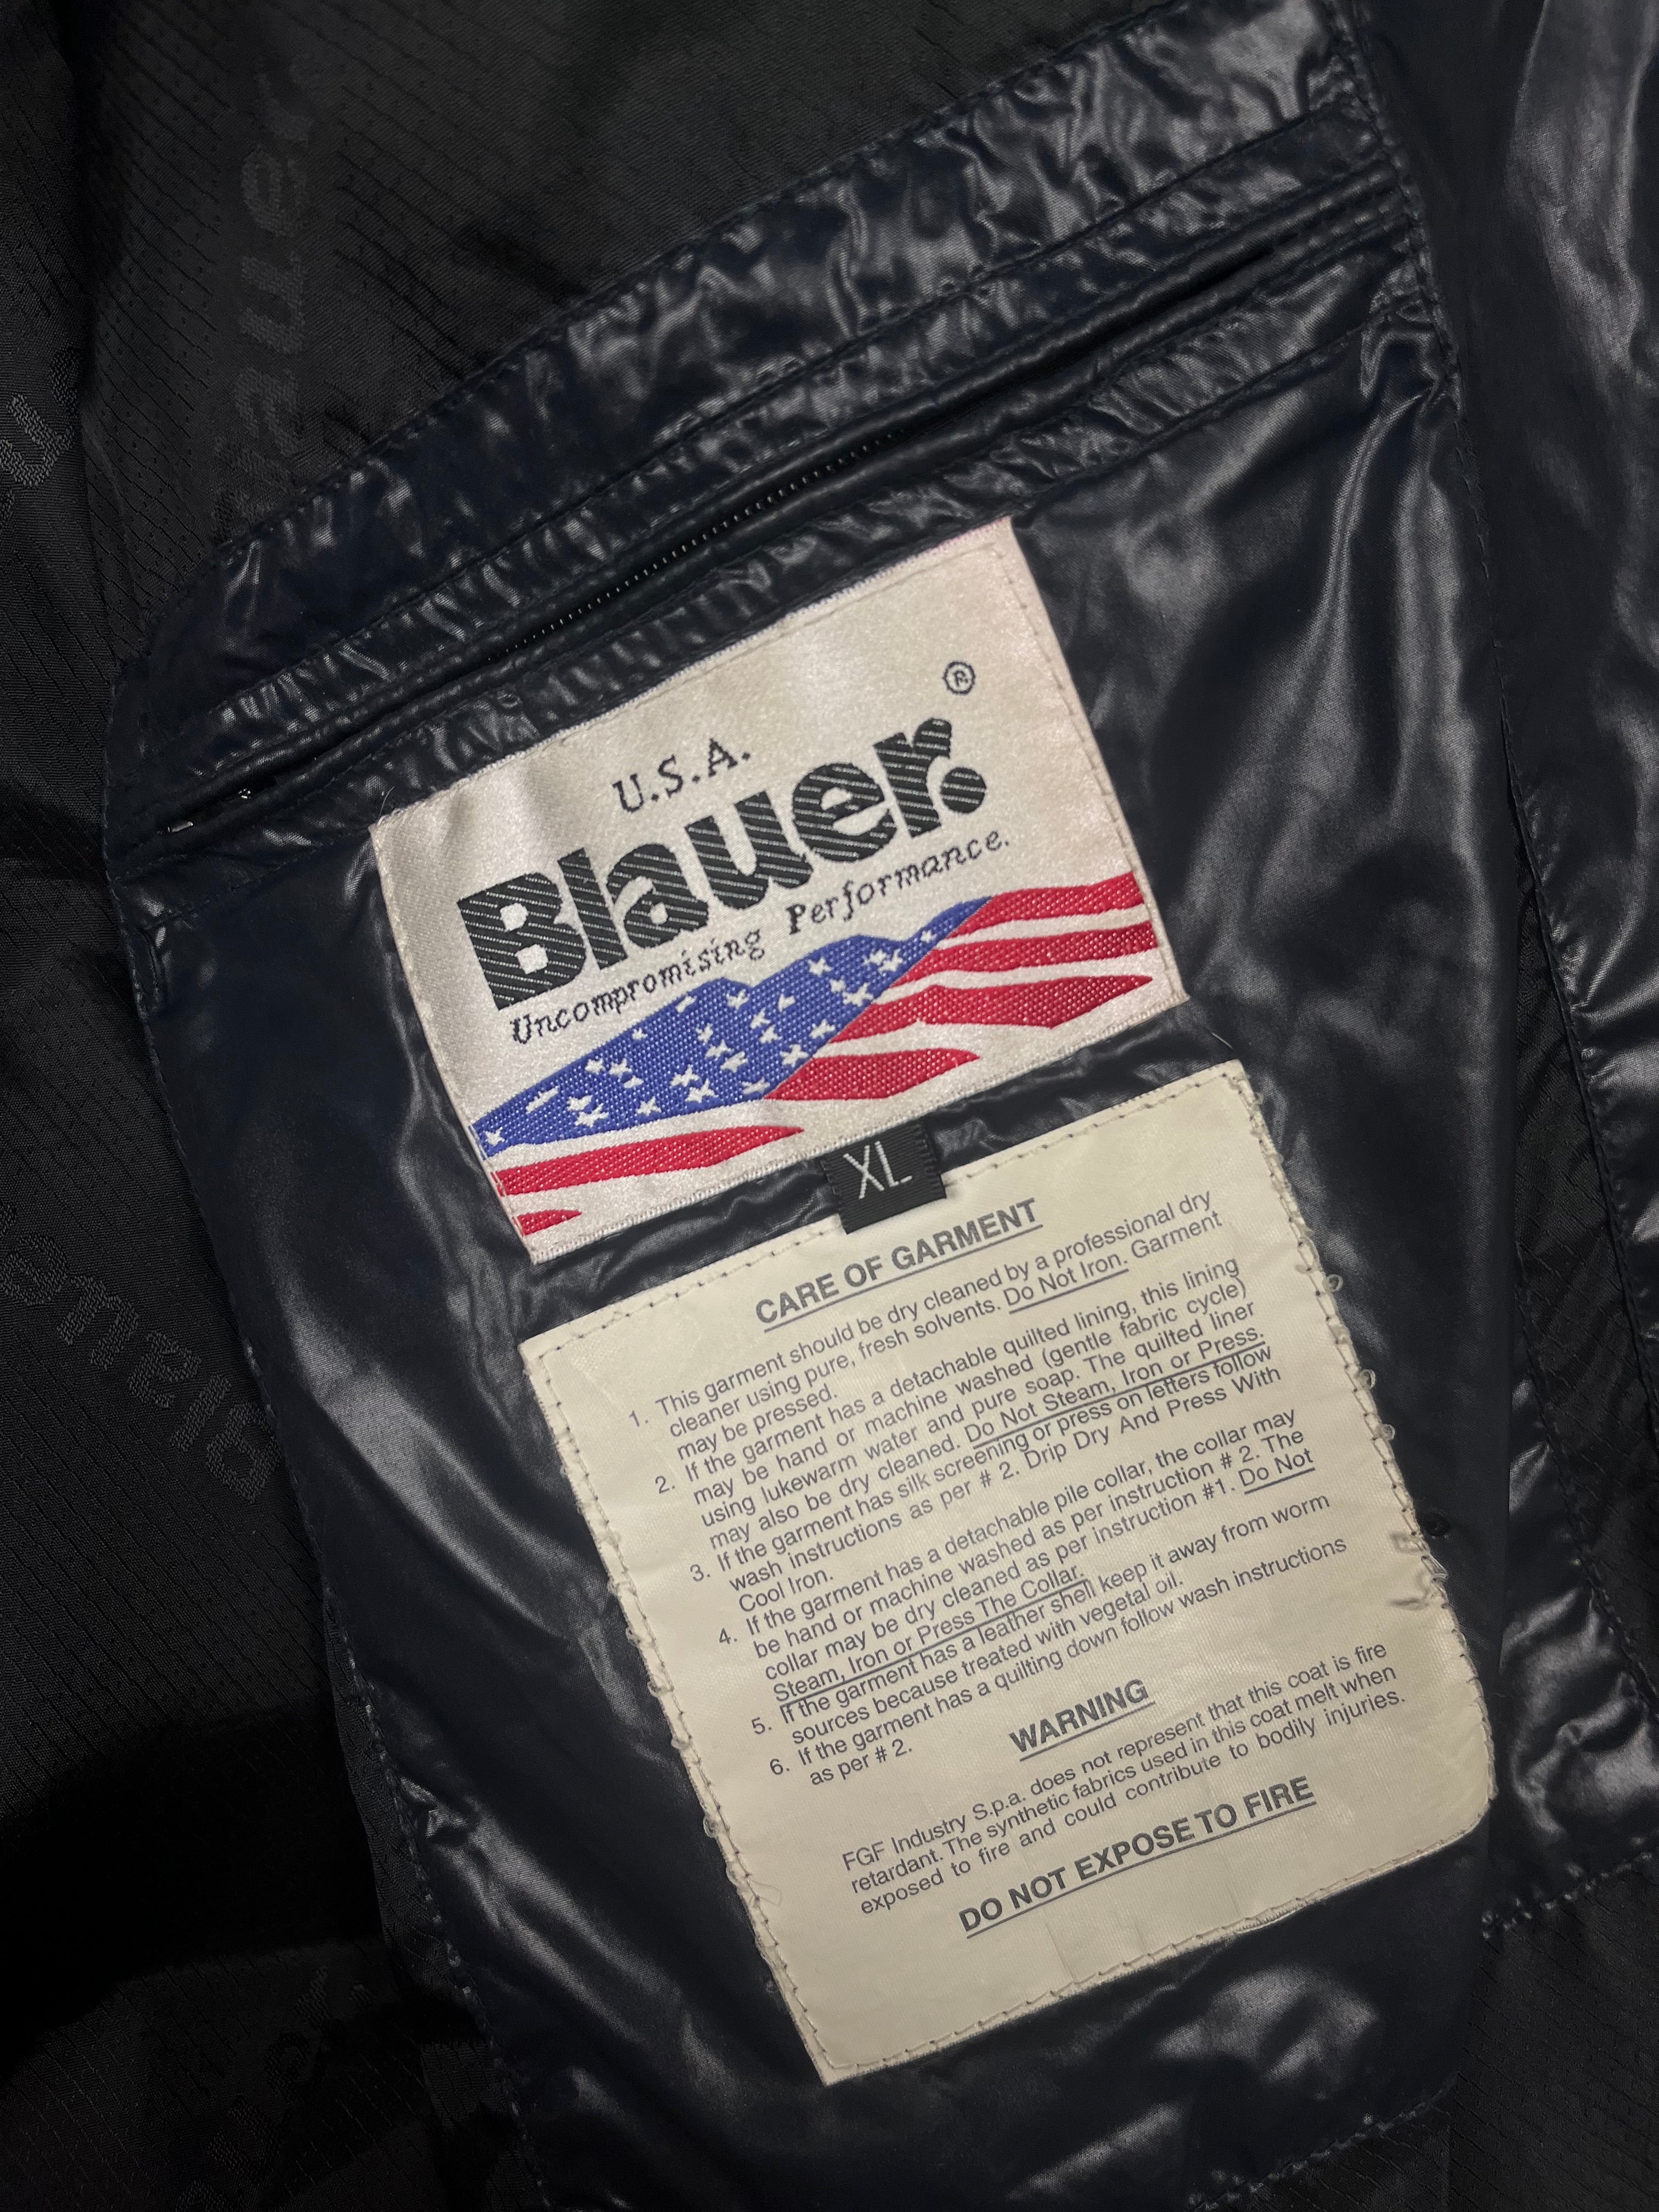 U.S.A.
Blauer.®
Uncompromising Performance.
XL
CARE OF GARMENT
1. This garment should be dry cleaned by a professional dry
cleaner using pure, fresh solvents. Do Not Iron. Garment
may be pressed.
2. If the garment has a detachable quilted lining, this lining
may be hand or machine washed (gentle fabric cycle)
using lukewarm water and pure soap. The quilted liner
may also be dry cleaned. Do Not Steam, Iron or Press.
3. If the garment has silk screening or press on letters follow
wash instructions as per # 2. Drip Dry And Press With
Cool Iron.
4. If the garment has a detachable pile collar, the collar may
be hand or machine washed as per instruction # 2. The
collar may be dry cleaned as per instruction #1. Do Not
Steam, Iron or Press The Collar.
5. If the garment has a leather shell keep it away from worm
sources because treated with vegetal oil.
6. If the garment has a quilting down follow wash instructions
as per # 2.
WARNING
FGF Industry S.p.a. does not represent that this coat is fire
retardant. The synthetic fabrics used in this coat melt when
exposed to fire and could contribute to bodily injuries.
DO NOT EXPOSE TO FIRE
blauer.